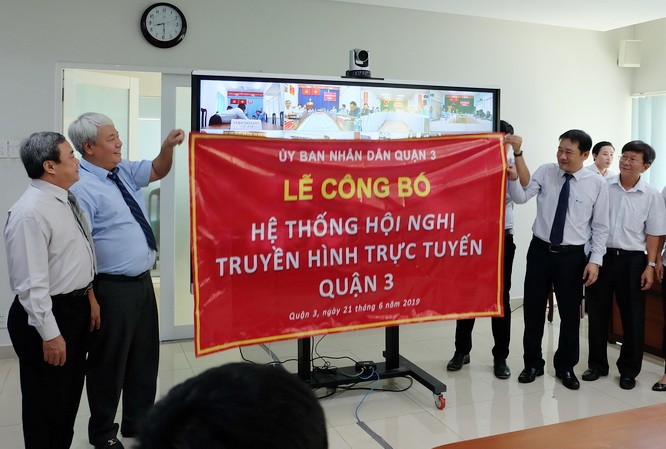 ỦY BAN NHÂN DÂN QUẬN 3
LỄ CÔNG BỐ
HỆ THỐNG HỘI NGHỊ
TRUYỀN HÌNH TRỰC TUYẾN
QUẬN 3
Quận 3, ngày 21 tháng 6 năm 2019